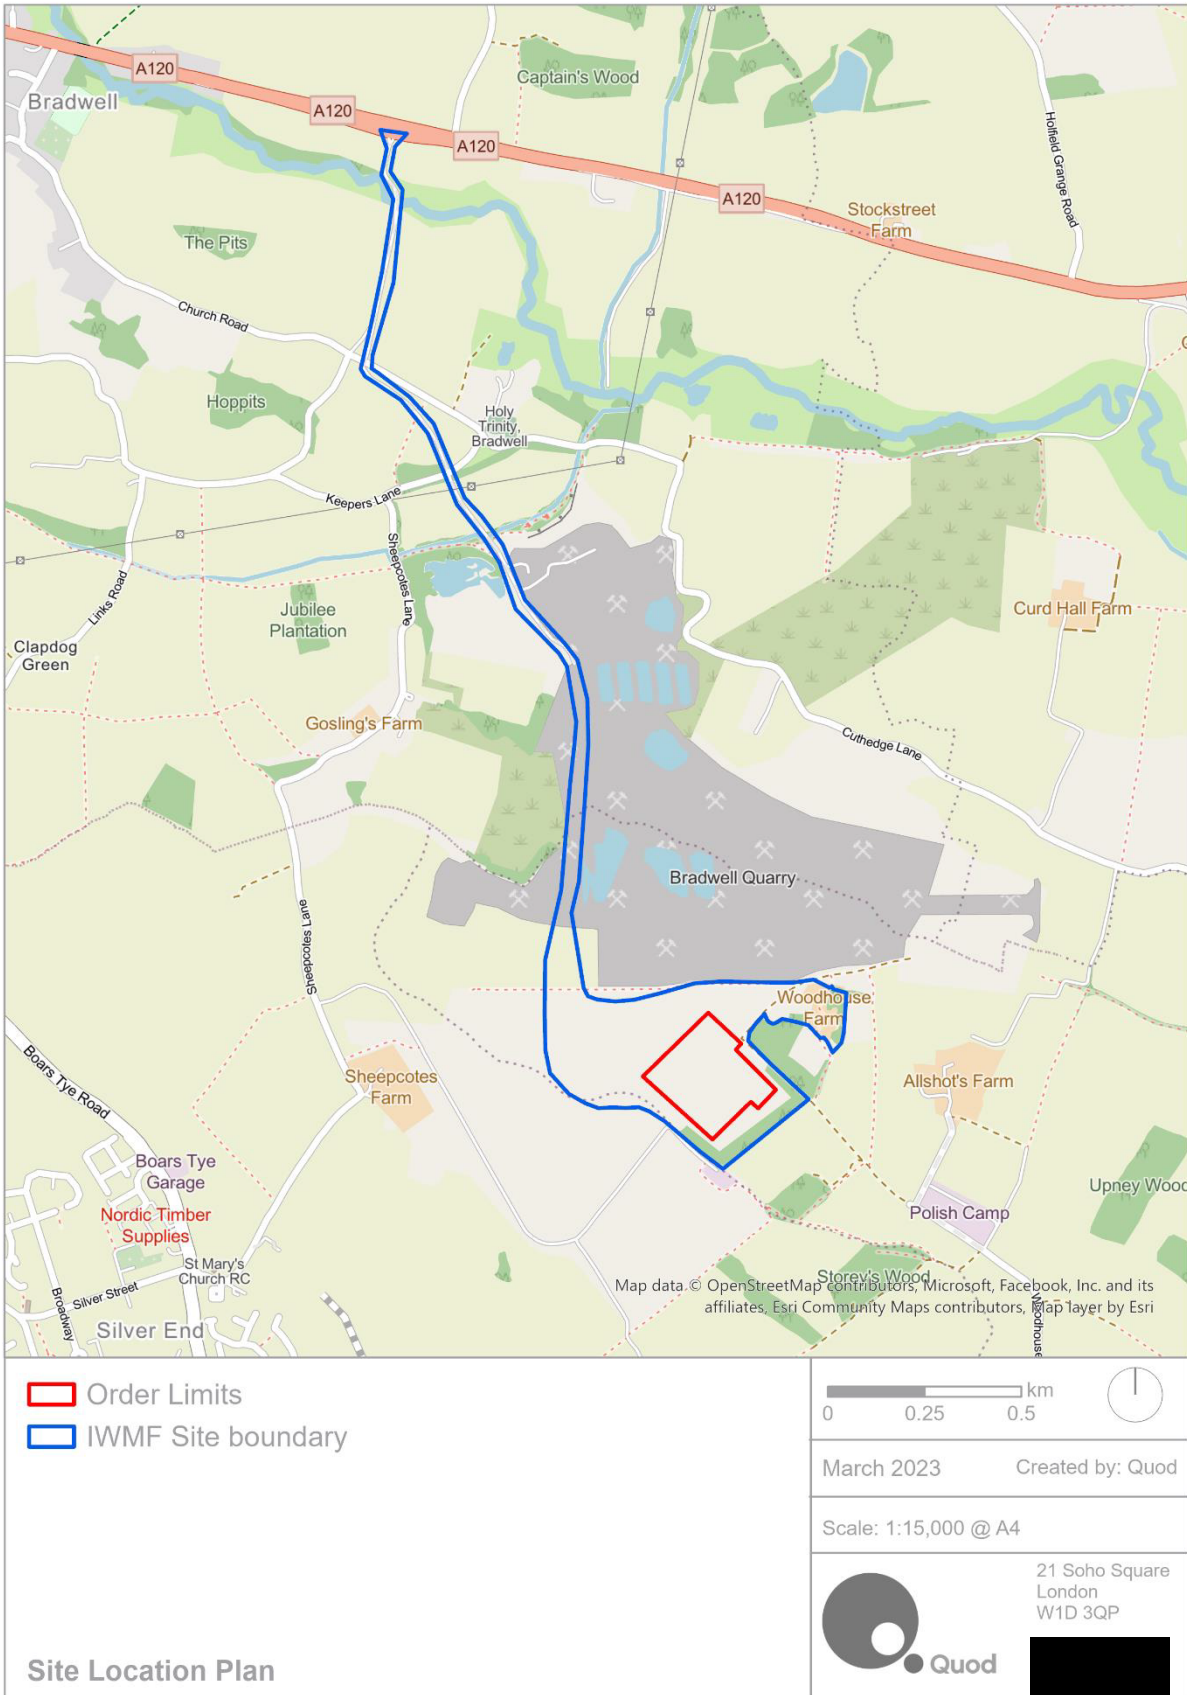 A120
Captain's Wood
Bradwell
A120
A120
Holfield Grange Road
A120
Stockstreet
Farm
The Pits
Church Road
Hoppits
Holy
Trinity,
Bradwell
Keepers Lane
Sheepcotes Lane
Links Road
Jubilee
Plantation
Curd Hall Farm
Clapdog
Green
Gosling's Farm
Cuthedge Lane
Bradwell Quarry
Sheepcotes Lane
Woodhouse
Farm
Boars Tye Road
Sheepcotes
Farm
Allshot's Farm
Boars Tye
Garage
Upney Wood
Nordic Timber
Supplies
Polish Camp
St Mary's
Church RC
Storey's Wood
Map data © OpenStreetMap contributors, Microsoft, Facebook, Inc. and its
affiliates, Esri Community Maps contributors, Map layer by Esri
Silver Street
Broadway
Woodhouse
Silver End
Order Limits
IWMF Site boundary
km
0 0.25 0.5
March 2023 Created by: Quod
Scale: 1:15,000 @ A4
21 Soho Square
London
W1D 3QP
Quod
Site Location Plan